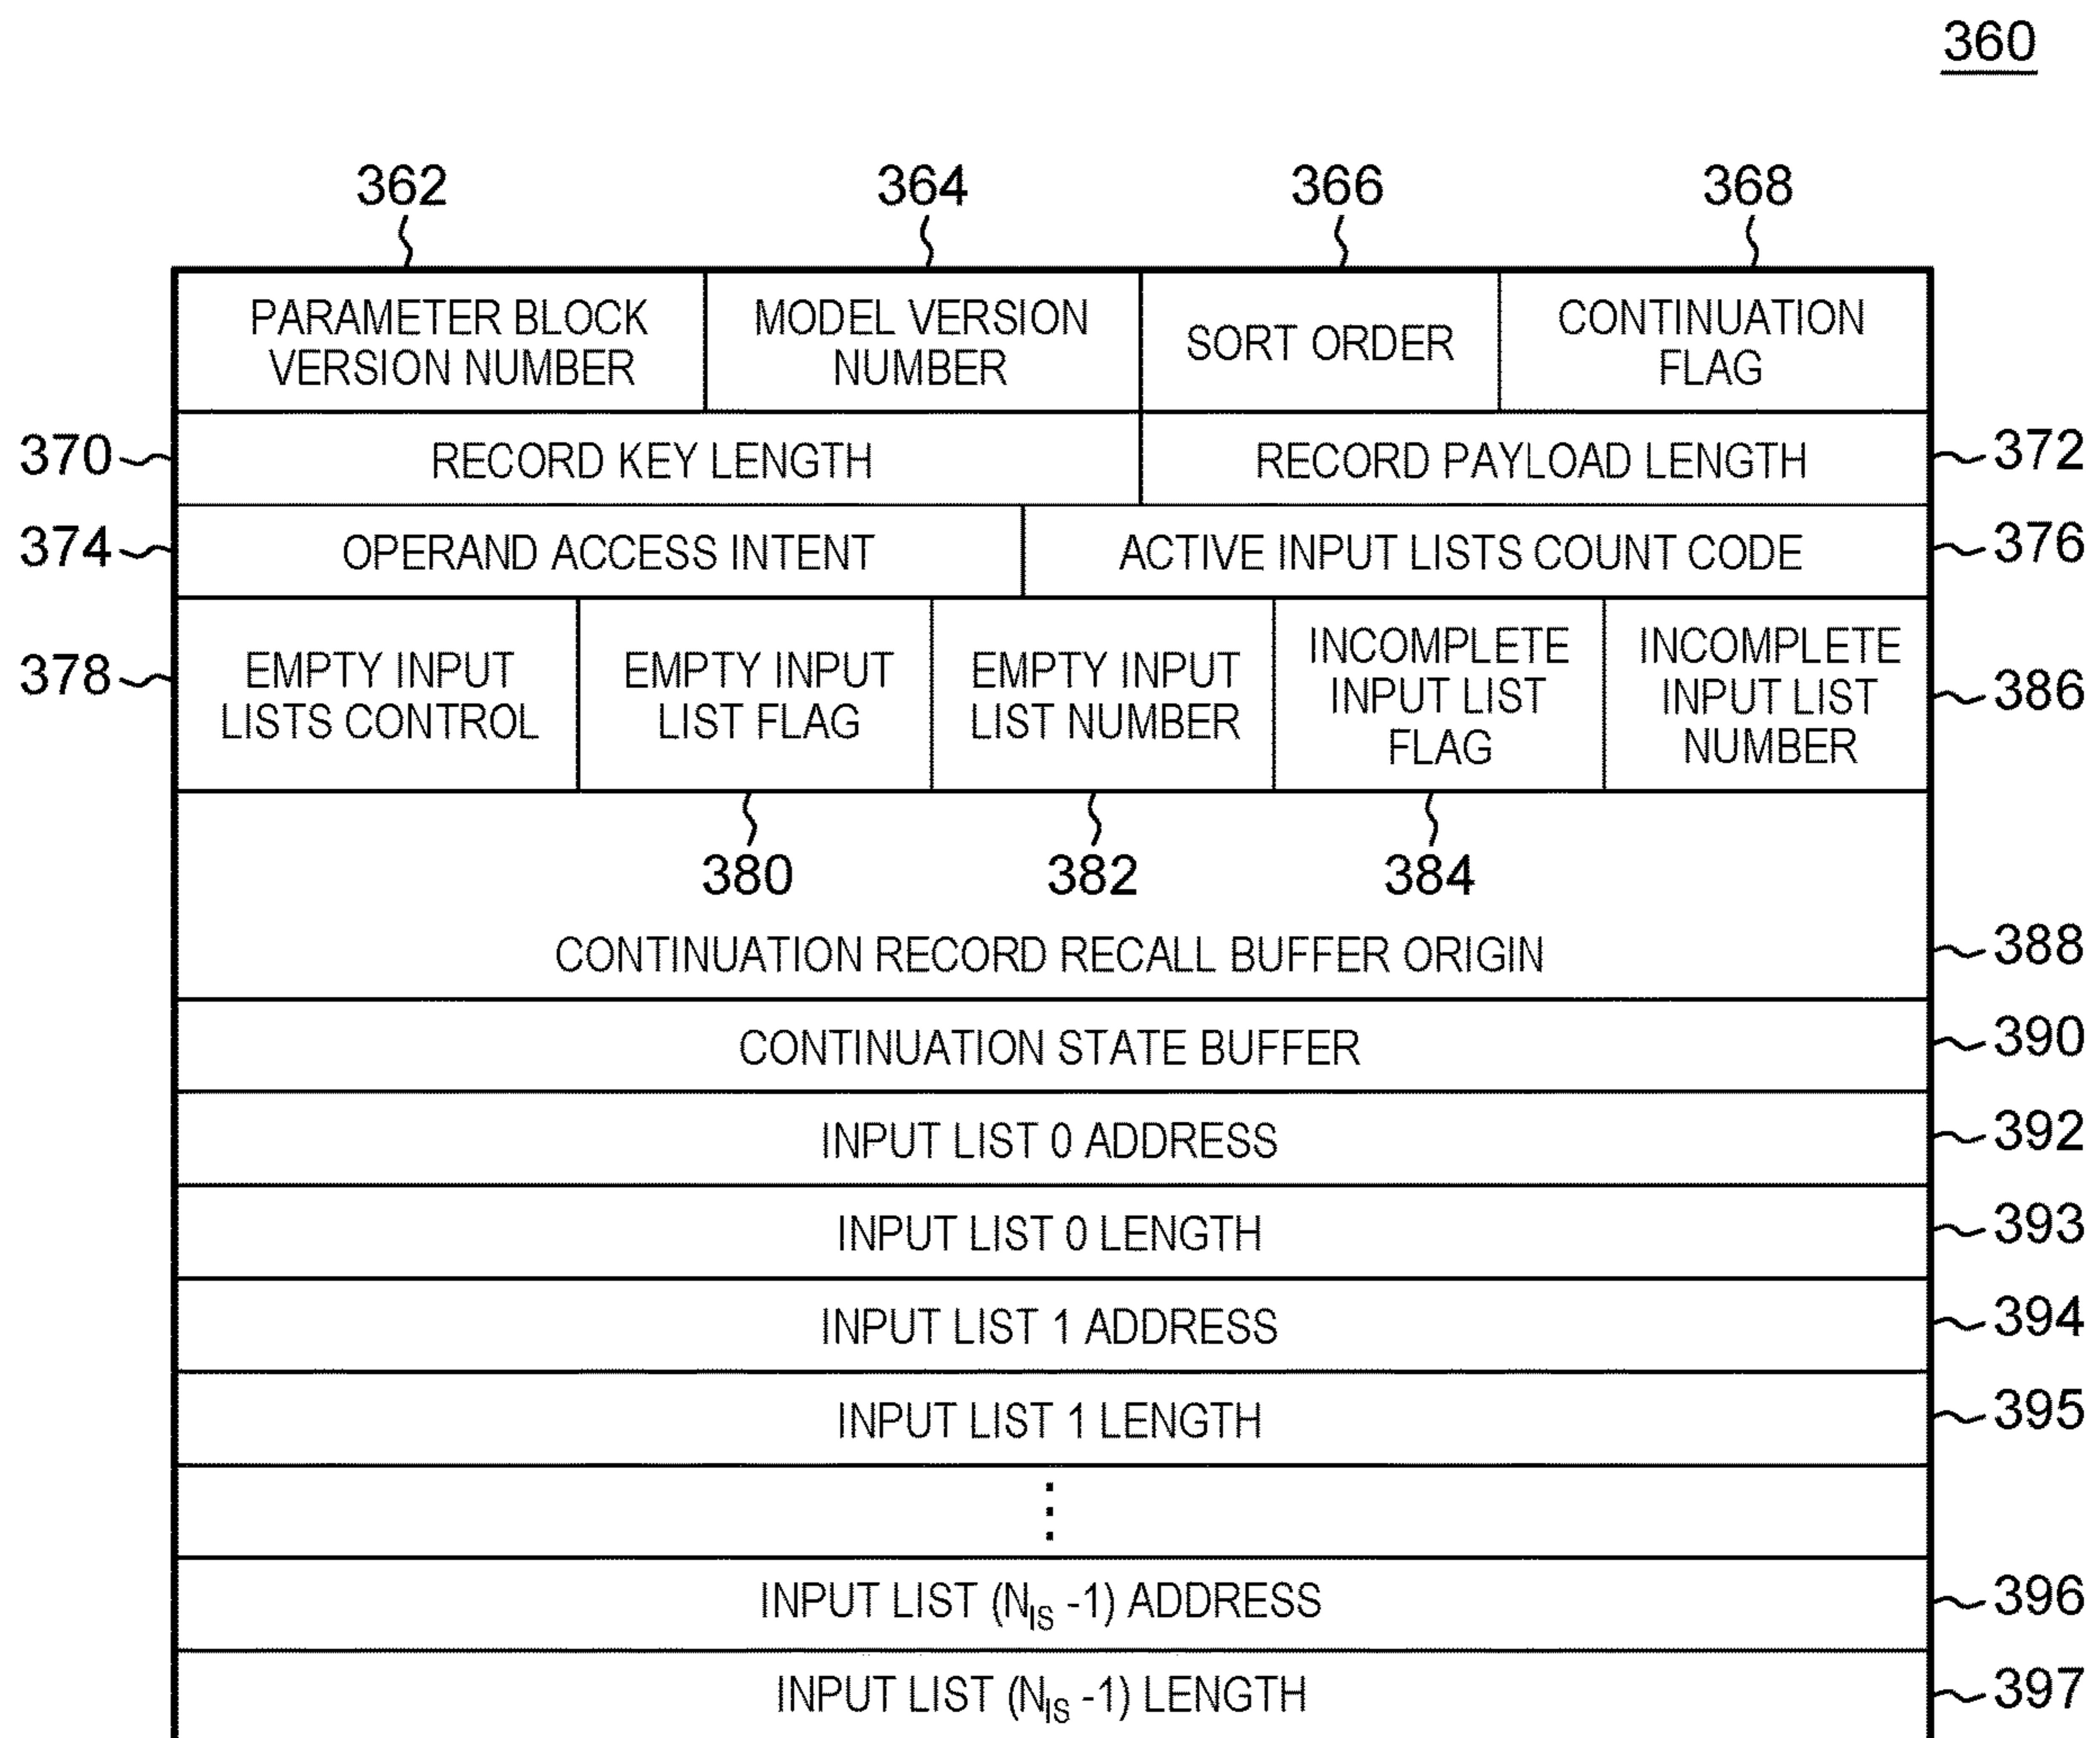 360
362 364 366 368
PARAMETER BLOCK VERSION NUMBER
MODEL VERSION NUMBER
SORT ORDER
CONTINUATION FLAG
370 RECORD KEY LENGTH RECORD PAYLOAD LENGTH 372
374 OPERAND ACCESS INTENT ACTIVE INPUT LISTS COUNT CODE 376
378
EMPTY INPUT LISTS CONTROL
EMPTY INPUT LIST FLAG
EMPTY INPUT LIST NUMBER
INCOMPLETE INPUT LIST FLAG
INCOMPLETE INPUT LIST NUMBER
386
380 382 384
CONTINUATION RECORD RECALL BUFFER ORIGIN 388
CONTINUATION STATE BUFFER 390
INPUT LIST 0 ADDRESS 392
INPUT LIST 0 LENGTH 393
INPUT LIST 1 ADDRESS 394
INPUT LIST 1 LENGTH 395
⋮
INPUT LIST (N_IS -1) ADDRESS 396
INPUT LIST (N_IS -1) LENGTH 397